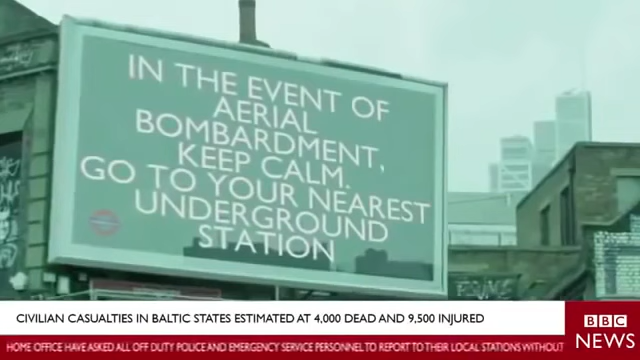 IN THE EVENT OF
AERIAL
BOMBARDMENT,
KEEP CALM.
GO TO YOUR NEAREST
UNDERGROUND
STATION
CIVILIAN CASUALTIES IN BALTIC STATES ESTIMATED AT 4,000 DEAD AND 9,500 INJURED
BBC
NEWS
HOME OFFICE HAVE ASKED ALL OFF DUTY POLICE AND EMERGENCY SERVICE PERSONNEL TO REPORT TO THEIR LOCAL STATIONS WITHOUT